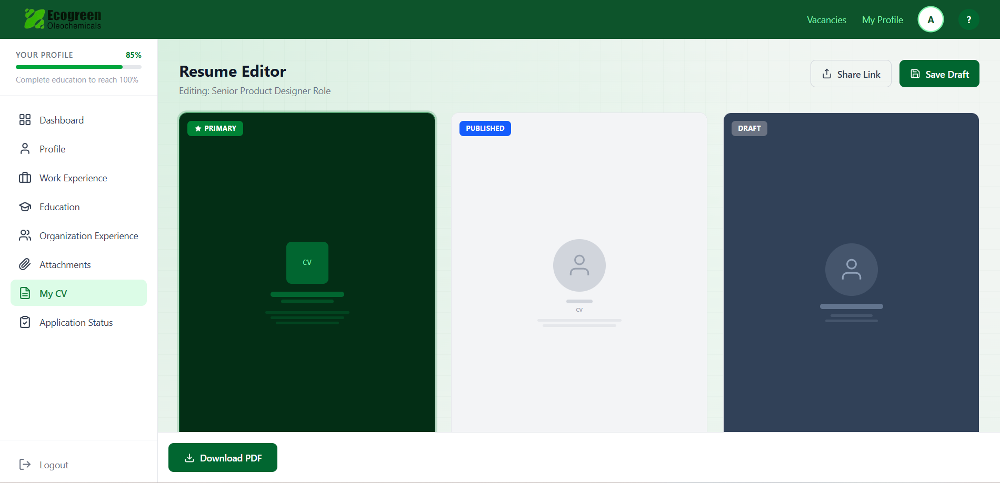 Ecogreen
Oleochemicals
Vacancies
My Profile
A
?
YOUR PROFILE
85%
Complete education to reach 100%
Dashboard
Profile
Work Experience
Education
Organization Experience
Attachments
My CV
Application Status
Logout
Resume Editor
Editing: Senior Product Designer Role
Share Link
Save Draft
PRIMARY
CV
PUBLISHED
CV
DRAFT
Download PDF